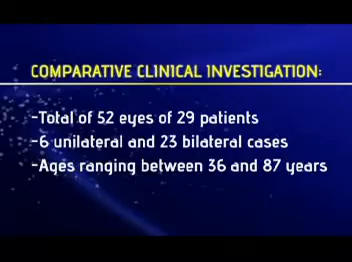 COMPARATIVE CLINICAL INVESTIGATION:
-Total of 52 eyes of 29 patients
-6 unilateral and 23 bilateral cases
-Ages ranging between 36 and 87 years